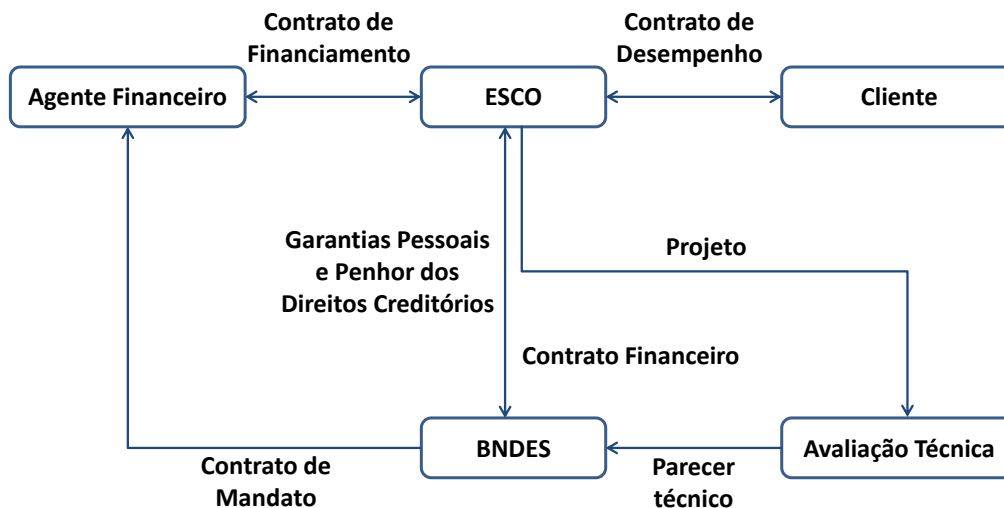 Contrato de
Financiamento
Contrato de
Desempenho
Agente Financeiro
ESCO
Cliente
Garantias Pessoais
e Penhor dos
Direitos Creditórios
Projeto
Contrato Financeiro
BNDES
Avaliação Técnica
Contrato de
Mandato
Parecer
técnico